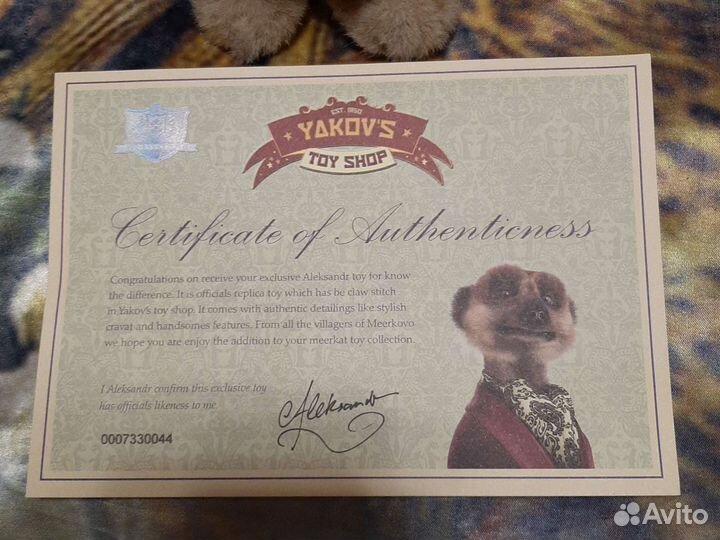 EST. 1850
YAKOV'S
TOY SHOP
Certificate of Authenticness
Congratulations on receive your exclusive Aleksandr toy for know
the difference. It is officials replica toy which has be claw stitch
in Yakov's toy shop. It comes with authentic detailings like stylish
cravat and handsomes features. From all the villagers of Meerkovo
we hope you are enjoy the addition to your meerkat toy collection.
I Aleksandr confirm this exclusive toy
has officials likeness to me.
Aleksandr
0007330044
Avito